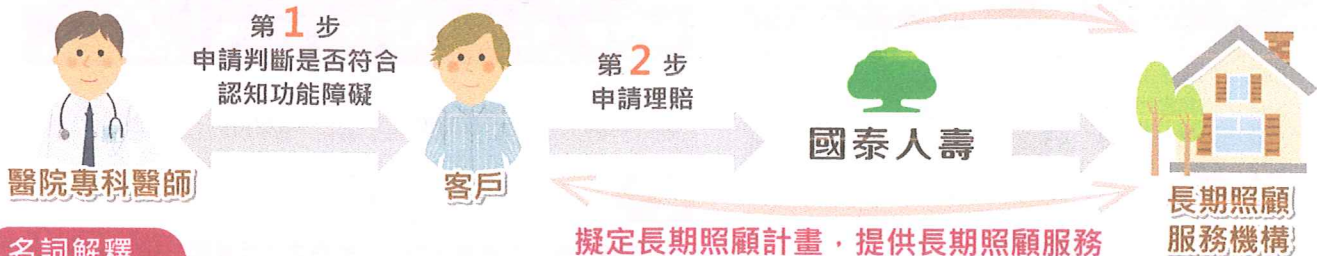 第1步
申請判斷是否符合
認知功能障礙
第2步
申請理賠
國泰人壽
醫院專科醫師
客戶
長期照顧
服務機構
擬定長期照顧計畫,提供長期照顧服務
名詞解釋